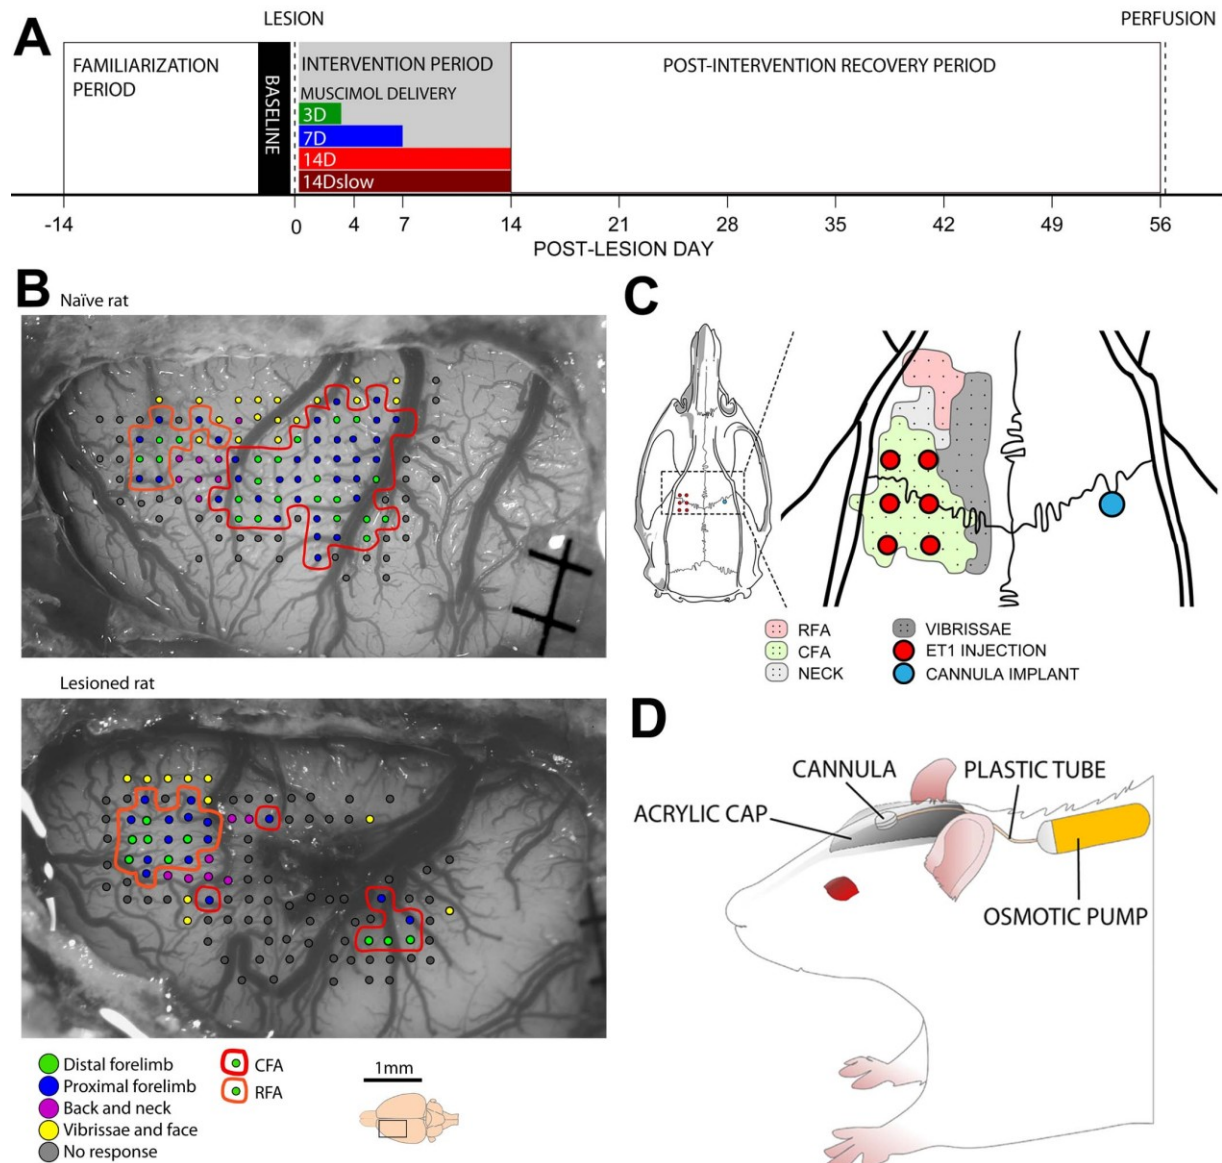 A
LESION
PERFUSION
FAMILIARIZATION
PERIOD
BASELINE
INTERVENTION PERIOD
MUSCIMOL DELIVERY
3D
7D
14D
14Dslow
POST-INTERVENTION RECOVERY PERIOD
-14 0 4 7 14 21 28 35 42 49 56
POST-LESION DAY
B
Naïve rat
Lesioned rat
Distal forelimb
Proximal forelimb
Back and neck
Vibrissae and face
No response
CFA
RFA
1mm
C
RFA
CFA
NECK
VIBRISSAE
ET1 INJECTION
CANNULA IMPLANT
D
CANNULA
PLASTIC TUBE
ACRYLIC CAP
OSMOTIC PUMP